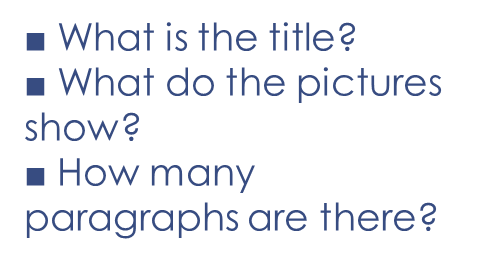 ■ What is the title?
■ What do the pictures
show?
■ How many
paragraphs are there?